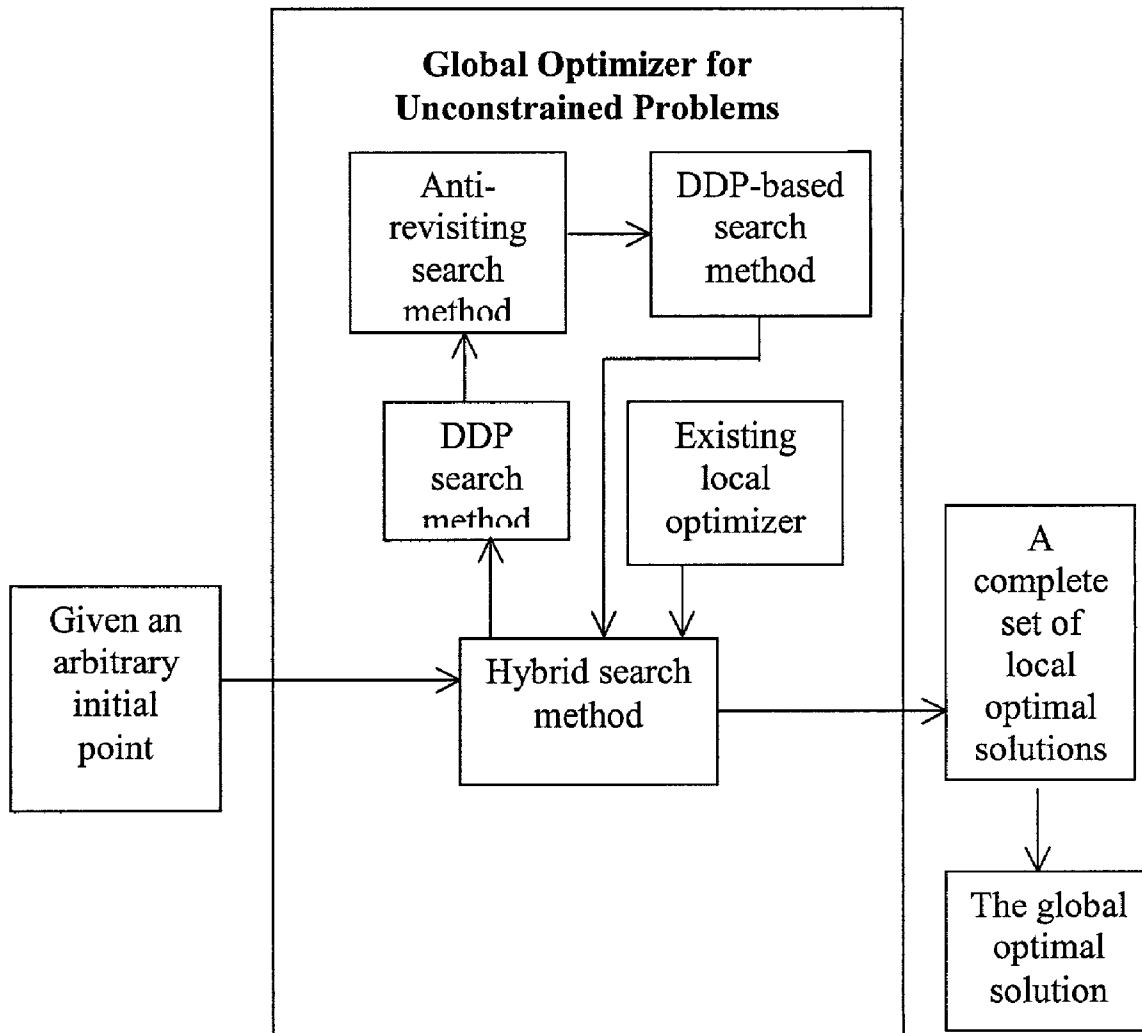 Global Optimizer for
Unconstrained Problems
Anti-
revisiting
search
method
DDP-based
search
method
DDP
search
method
Existing
local
optimizer
Given an
arbitrary
initial
point
Hybrid search
method
A
complete
set of
local
optimal
solutions
The global
optimal
solution